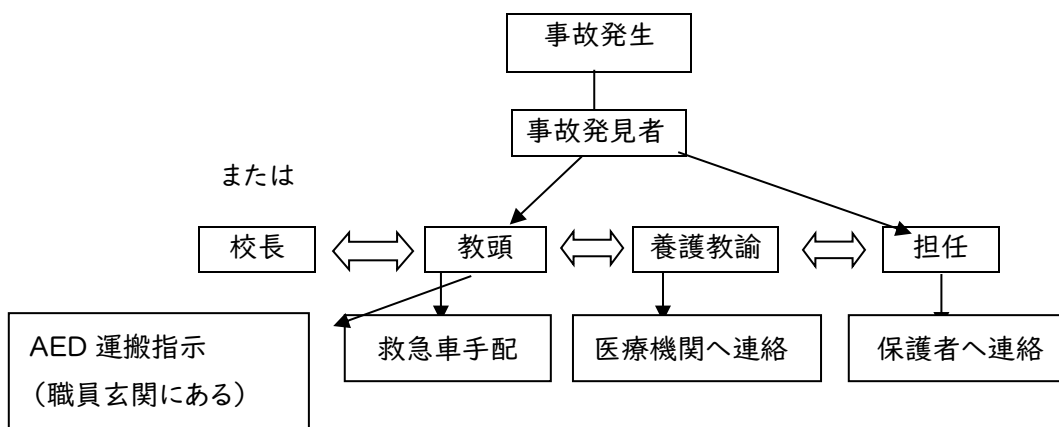 事故発生
事故発見者
または
校長
教頭
養護教諭
担任
AED 運搬指示
（職員玄関にある）
救急車手配
医療機関へ連絡
保護者へ連絡